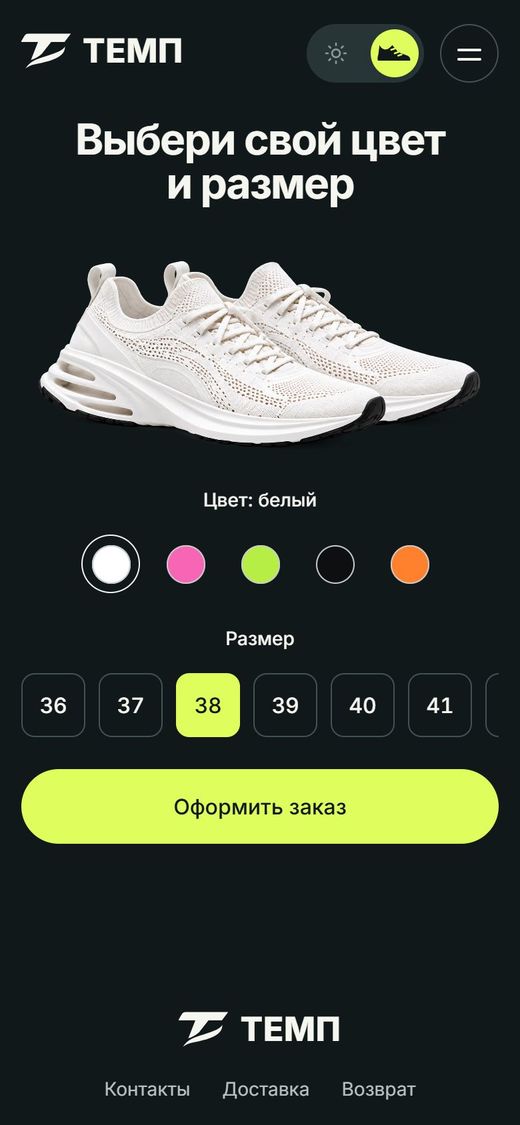 ТЕМП
Выбери свой цвет
и размер
Цвет: белый
Размер
36 37 38 39 40 41
Оформить заказ
ТЕМП
Контакты Доставка Возврат